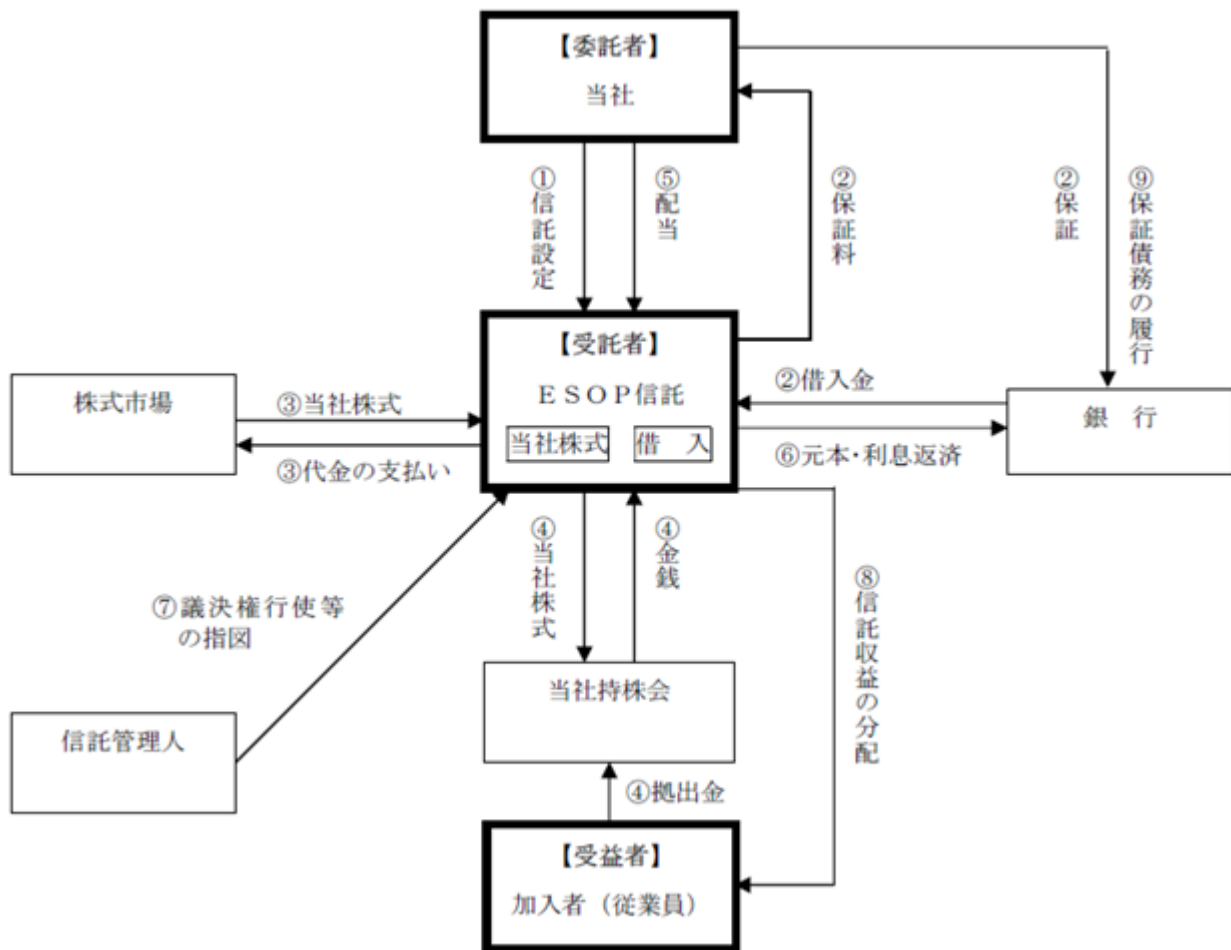 【委託者】
当社
①信託設定
⑤配当
②保証料
②保証
⑨保証債務の履行
【受託者】
ESOP信託
当社株式
借 入
株式市場
③当社株式
③代金の支払い
②借入金
⑥元本・利息返済
銀 行
④当社株式
④金銭
⑧信託収益の分配
⑦議決権行使等
の指図
当社持株会
信託管理人
④拠出金
【受益者】
加入者（従業員）